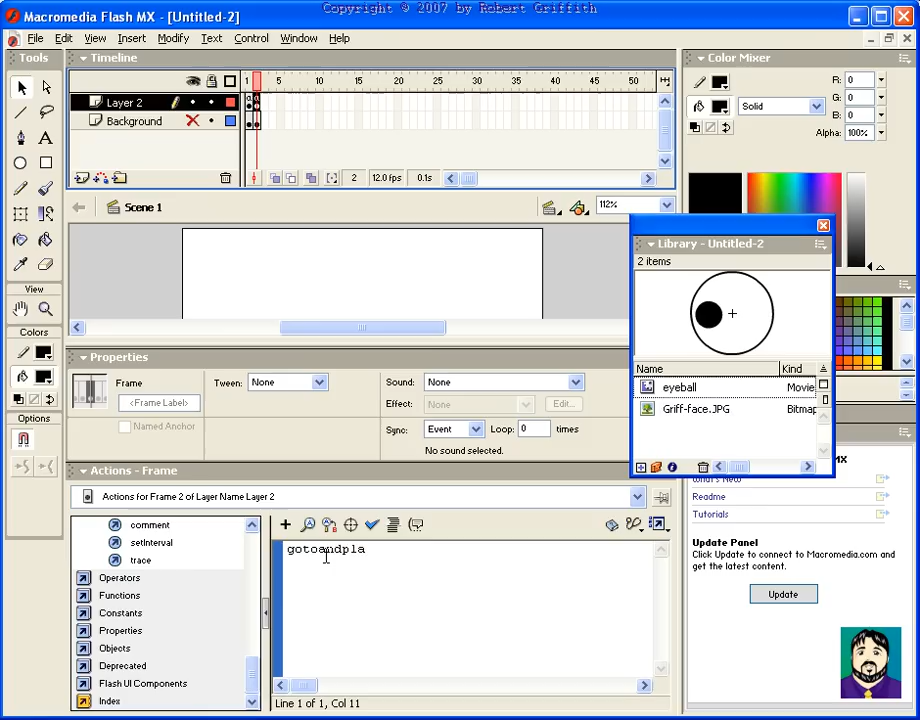 Copyright © 2007 by Robert Griffith
Macromedia Flash MX - [Untitled-2]
File Edit View Insert Modify Text Control Window Help
Tools
Timeline
1 5 10 15 20 25 30 35 40 45 50
Layer 2
Background
2 12.0 fps 0.1s
Scene 1
112%
View
Colors
Options
Properties
Frame
<Frame Label>
Named Anchor
Tween: None
Sound: None
Effect: None Edit...
Sync: Event Loop: 0 times
No sound selected.
Actions - Frame
Actions for Frame 2 of Layer Name Layer 2
comment
setInterval
trace
Operators
Functions
Constants
Properties
Objects
Deprecated
Flash UI Components
Index
gotoandpla
Line 1 of 1, Col 11
Color Mixer
Solid
R: 0
G: 0
B: 0
Alpha: 100%
Library - Untitled-2
2 items
Name Kind
eyeball Movie
Griff-face.JPG Bitmap
MX
What's New
Readme
Tutorials
Update Panel
Click Update to connect to Macromedia.com and
get the latest content.
Update